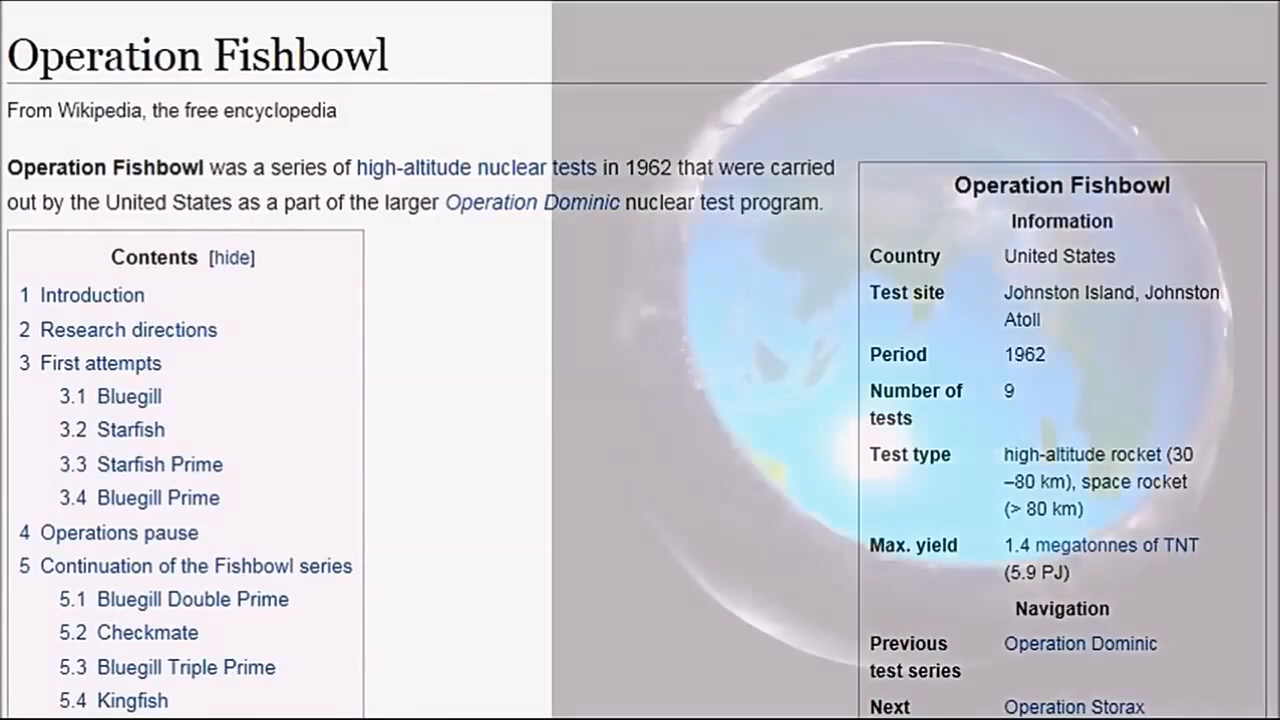 Operation Fishbowl
From Wikipedia, the free encyclopedia
Operation Fishbowl was a series of high-altitude nuclear tests in 1962 that were carried
out by the United States as a part of the larger Operation Dominic nuclear test program.
Contents [hide]
1 Introduction
2 Research directions
3 First attempts
3.1 Bluegill
3.2 Starfish
3.3 Starfish Prime
3.4 Bluegill Prime
4 Operations pause
5 Continuation of the Fishbowl series
5.1 Bluegill Double Prime
5.2 Checkmate
5.3 Bluegill Triple Prime
5.4 Kingfish
Operation Fishbowl
Information
Country United States
Test site Johnston Island, Johnston
Atoll
Period 1962
Number of 9
tests
Test type high-altitude rocket (30
–80 km), space rocket
(> 80 km)
Max. yield 1.4 megatonnes of TNT
(5.9 PJ)
Navigation
Previous Operation Dominic
test series
Next Operation Storax